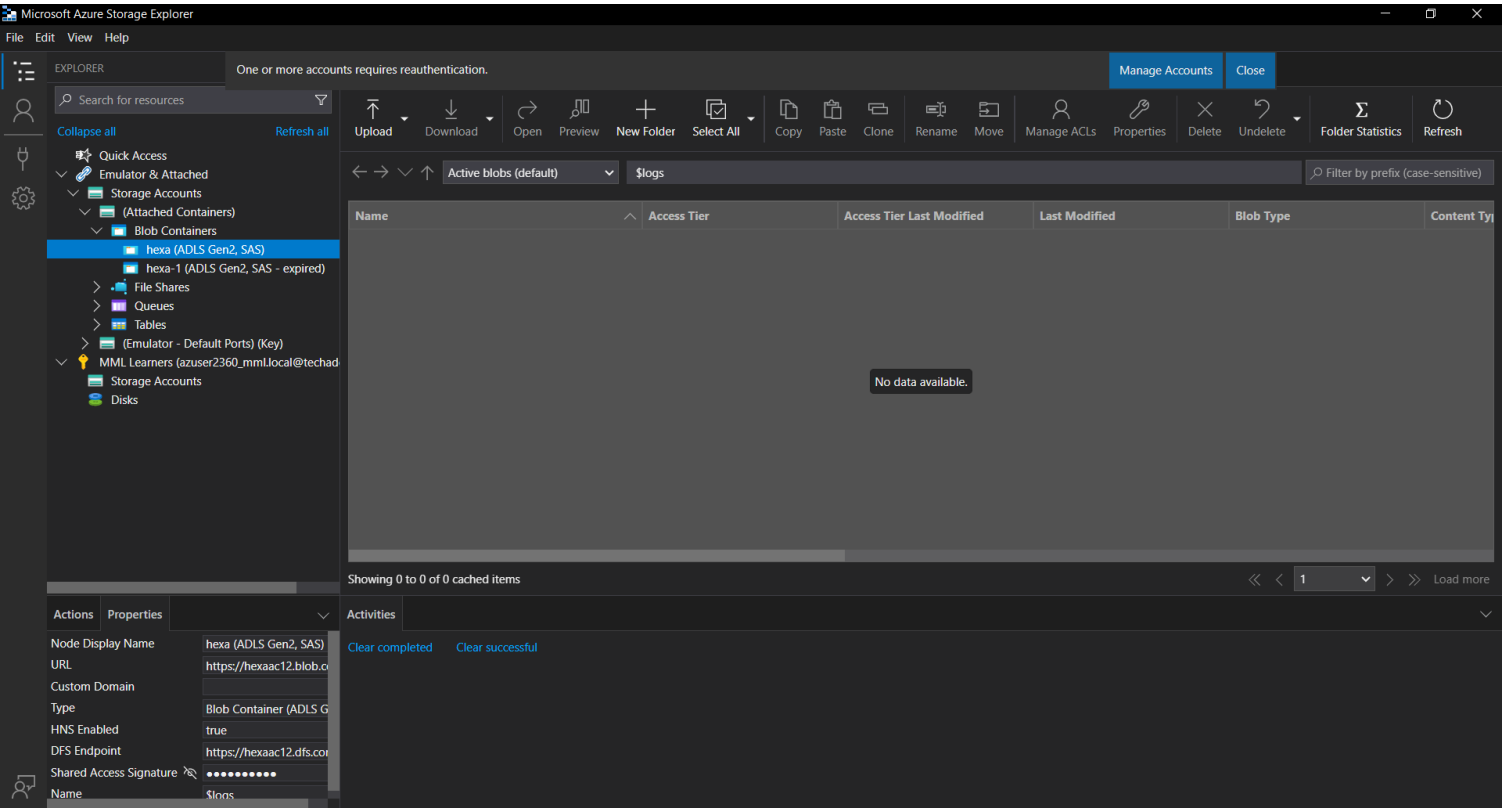 Microsoft Azure Storage Explorer
File Edit View Help
EXPLORER
One or more accounts requires reauthentication.
Manage Accounts
Close
Search for resources
Collapse all
Refresh all
Quick Access
Emulator & Attached
Storage Accounts
(Attached Containers)
Blob Containers
hexa (ADLS Gen2, SAS)
hexa-1 (ADLS Gen2, SAS - expired)
File Shares
Queues
Tables
(Emulator - Default Ports) (Key)
MML Learners (azuser2360_mml.local@techad
Storage Accounts
Disks
Upload Download Open Preview New Folder Select All Copy Paste Clone Rename Move Manage ACLs Properties Delete Undelete Folder Statistics Refresh
Active blobs (default)
$logs
Filter by prefix (case-sensitive)
Name Access Tier Access Tier Last Modified Last Modified Blob Type Content Typ
No data available.
Showing 0 to 0 of 0 cached items
1
Load more
Actions Properties
Node Display Name hexa (ADLS Gen2, SAS)
URL https://hexaac12.blob.co
Custom Domain
Type Blob Container (ADLS G
HNS Enabled true
DFS Endpoint https://hexaac12.dfs.cor
Shared Access Signature ●●●●●●●●●●
Name $logs
Activities
Clear completed Clear successful